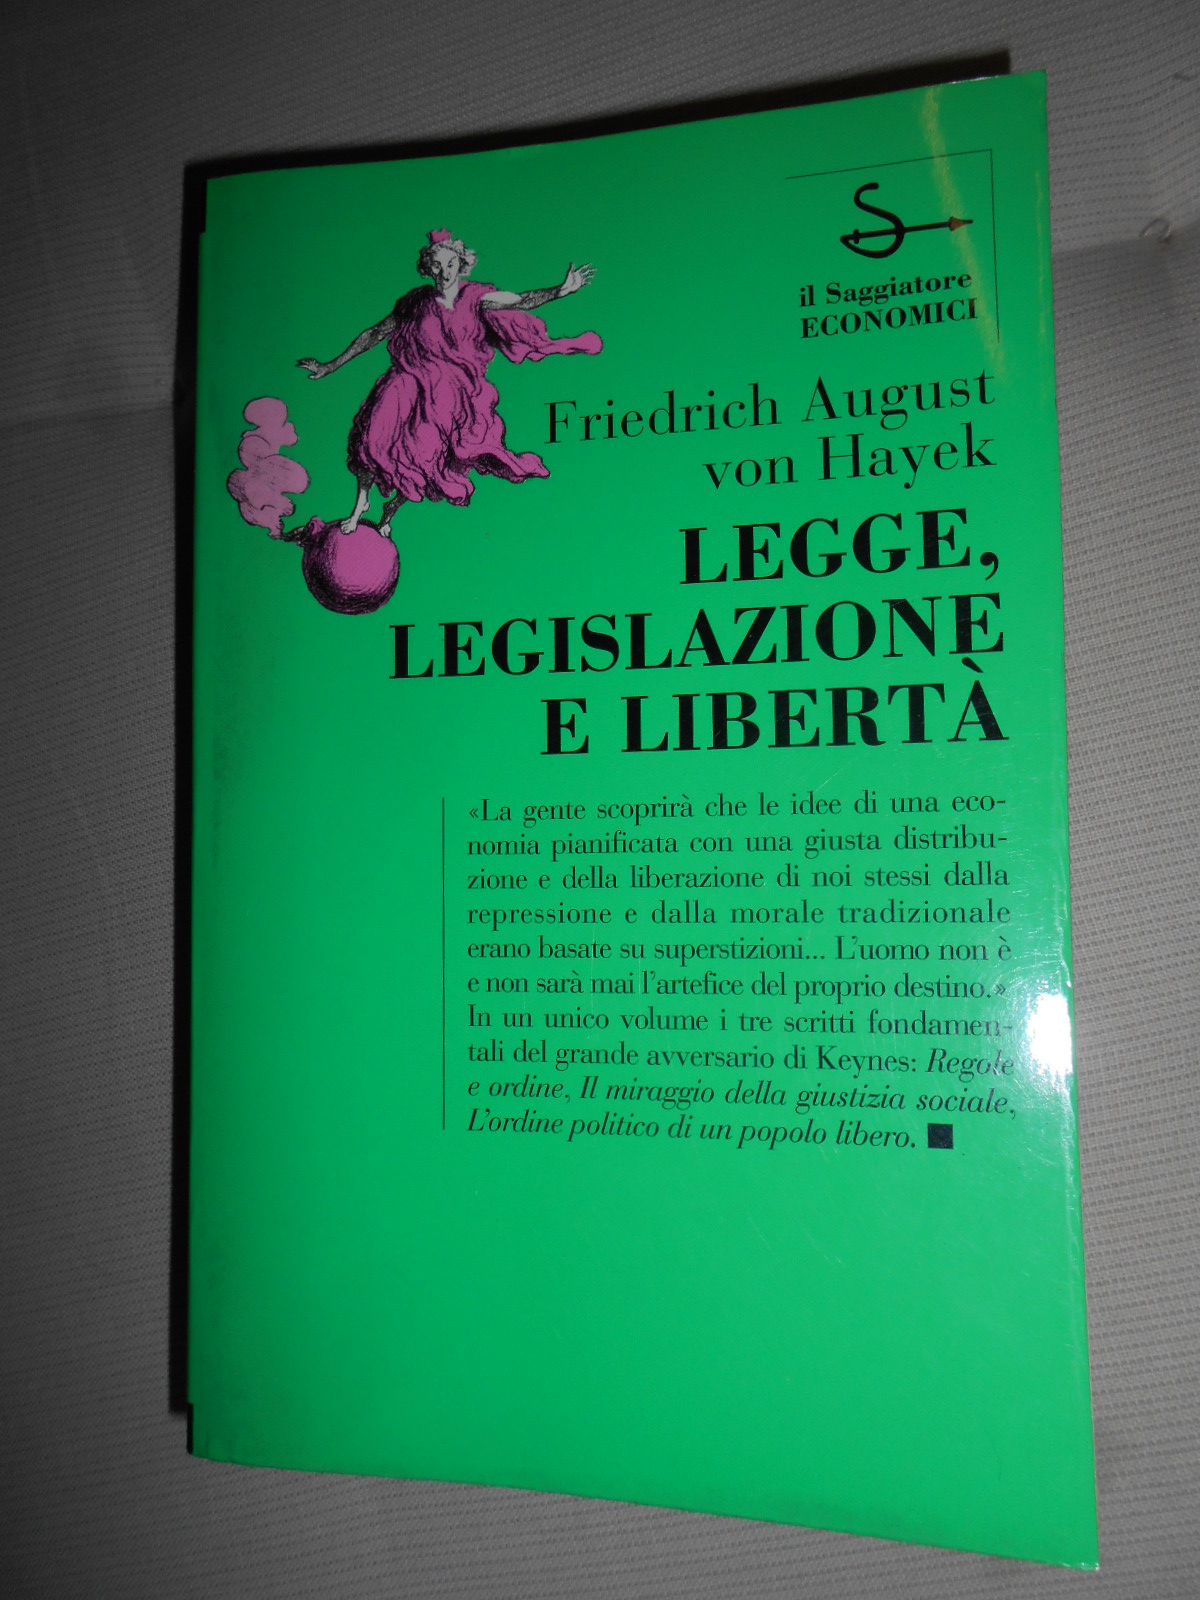 il Saggiatore
ECONOMICI
Friedrich August
von Hayek
LEGGE,
LEGISLAZIONE
E LIBERTÀ
«La gente scoprirà che le idee di una eco-
nomia pianificata con una giusta distribu-
zione e della liberazione di noi stessi dalla
repressione e dalla morale tradizionale
erano basate su superstizioni... L'uomo non è
e non sarà mai l'artefice del proprio destino.»
In un unico volume i tre scritti fondamen-
tali del grande avversario di Keynes: Regole
e ordine, Il miraggio della giustizia sociale,
L'ordine politico di un popolo libero.